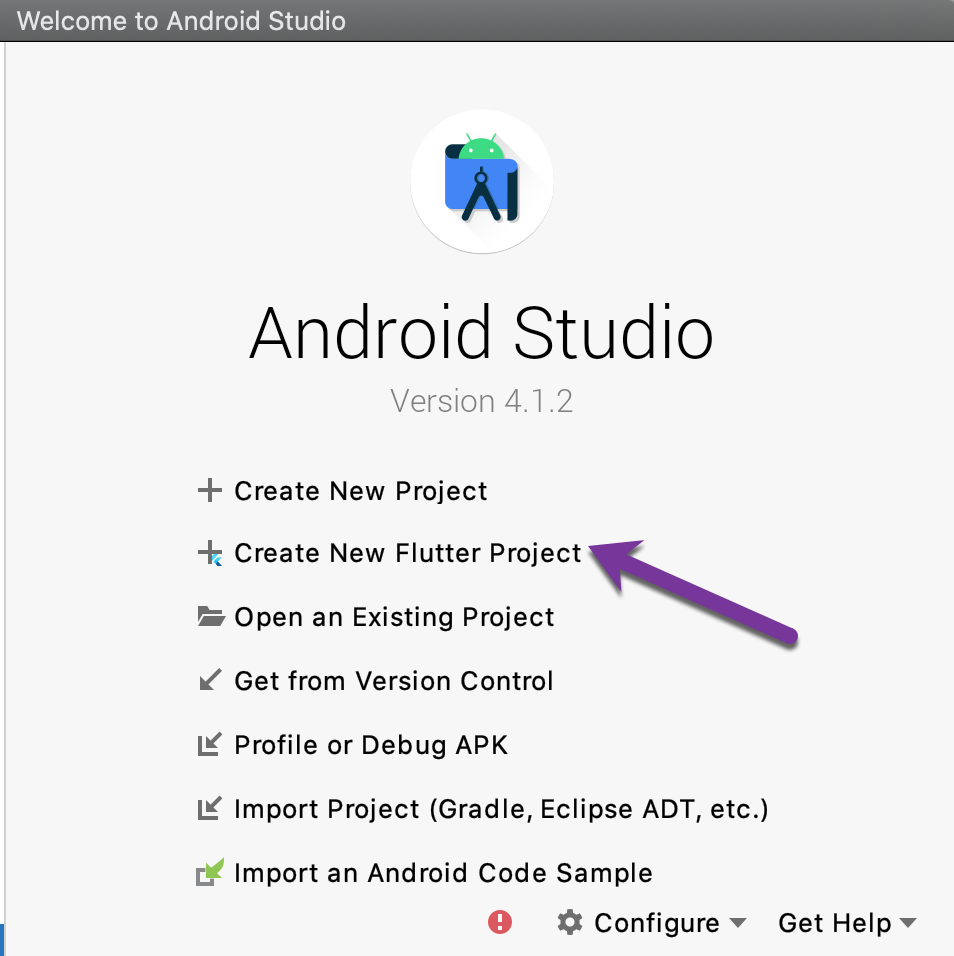 Welcome to Android Studio
Android Studio
Version 4.1.2
Create New Project
Create New Flutter Project
Open an Existing Project
Get from Version Control
Profile or Debug APK
Import Project (Gradle, Eclipse ADT, etc.)
Import an Android Code Sample
Configure Get Help